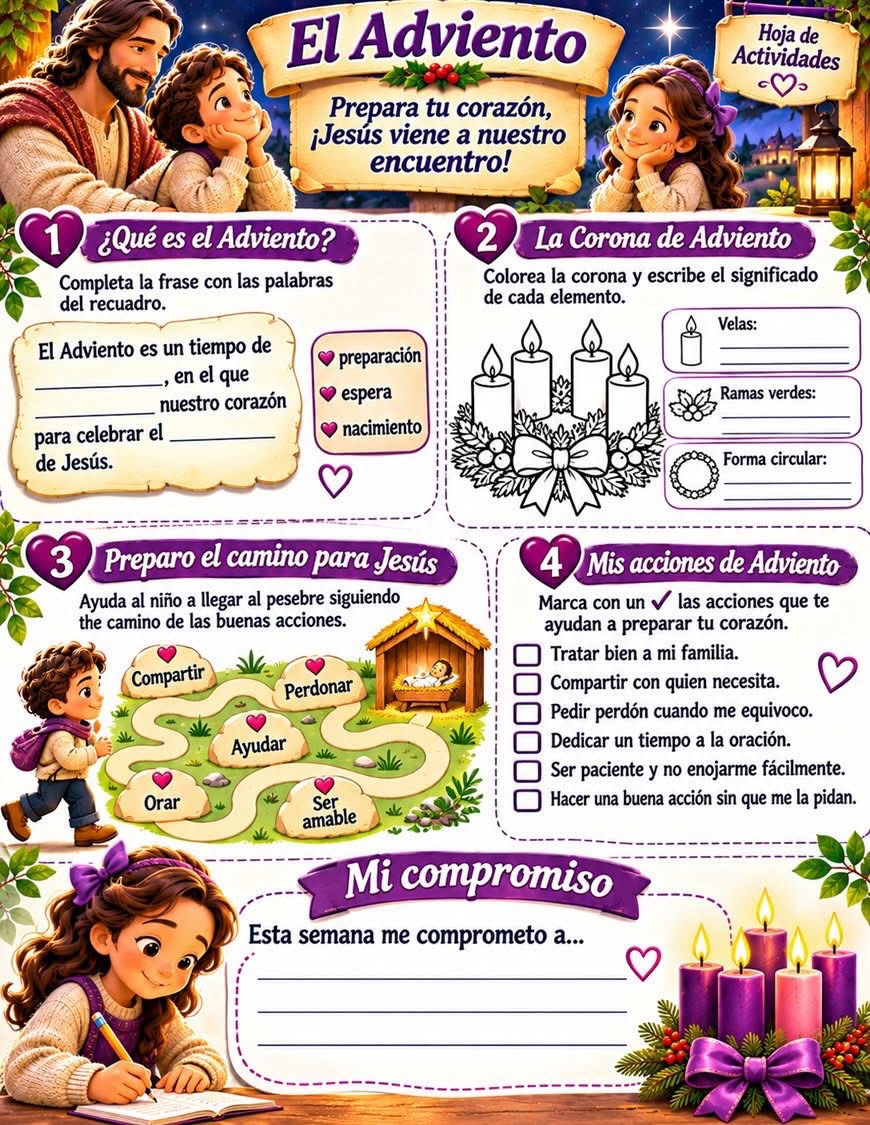 El Adviento
Prepara tu corazón,
¡Jesús viene a nuestro
encuentro!
Hoja de
Actividades
1 ¿Qué es el Adviento?
Completa la frase con las palabras
del recuadro.
El Adviento es un tiempo de
____________, en el que
____________ nuestro corazón
para celebrar el ____________
de Jesús.
preparación
espera
nacimiento
2 La Corona de Adviento
Colorea la corona y escribe el significado
de cada elemento.
Velas:
Ramas verdes:
Forma circular:
3 Preparo el camino para Jesús
Ayuda al niño a llegar al pesebre siguiendo
the camino de las buenas acciones.
Compartir
Perdonar
Ayudar
Orar
Ser
amable
4 Mis acciones de Adviento
Marca con un ✓ las acciones que te
ayudan a preparar tu corazón.
Tratar bien a mi familia.
Compartir con quien necesita.
Pedir perdón cuando me equivoco.
Dedicar un tiempo a la oración.
Ser paciente y no enojarme fácilmente.
Hacer una buena acción sin que me la pidan.
Mi compromiso
Esta semana me comprometo a...